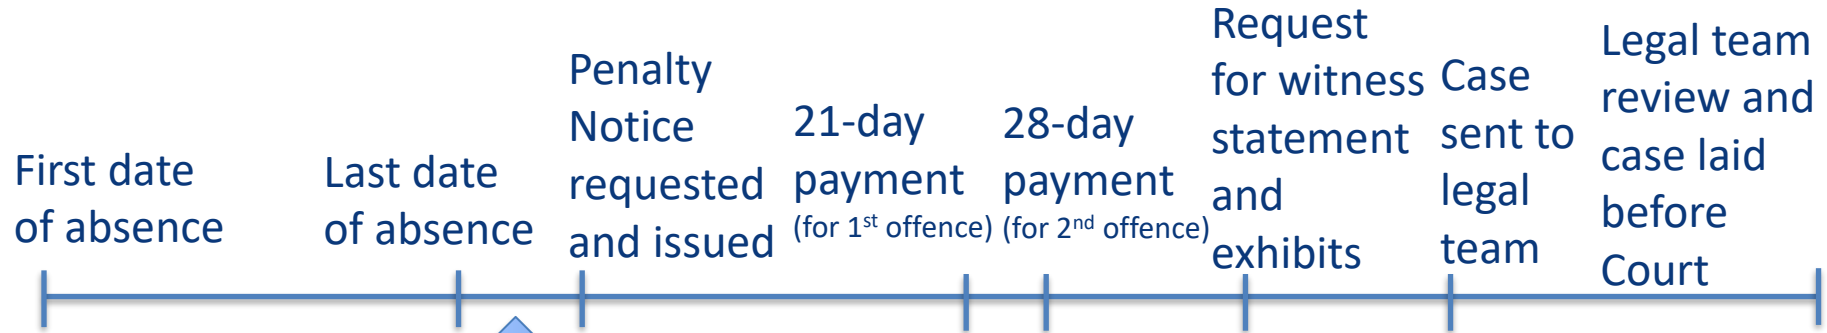 First date
of absence
Last date
of absence
Penalty
Notice
requested
and issued
21-day
payment
(for 1st offence)
28-day
payment
(for 2nd offence)
Request
for witness
statement
and
exhibits
Case
sent to
legal
team
Legal team
review and
case laid
before
Court